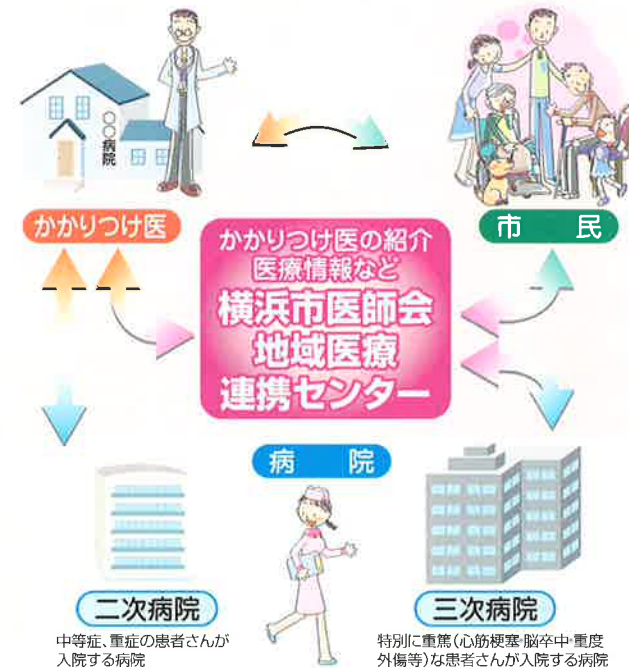 〇〇病院
かかりつけ医
市 民
かかりつけ医の紹介
医療情報など
横浜市医師会
地域医療
連携センター
病 院
二次病院
中等症、重症の患者さんが
入院する病院
三次病院
特別に重篤(心筋梗塞・脳卒中・重度
外傷等)な患者さんが入院する病院